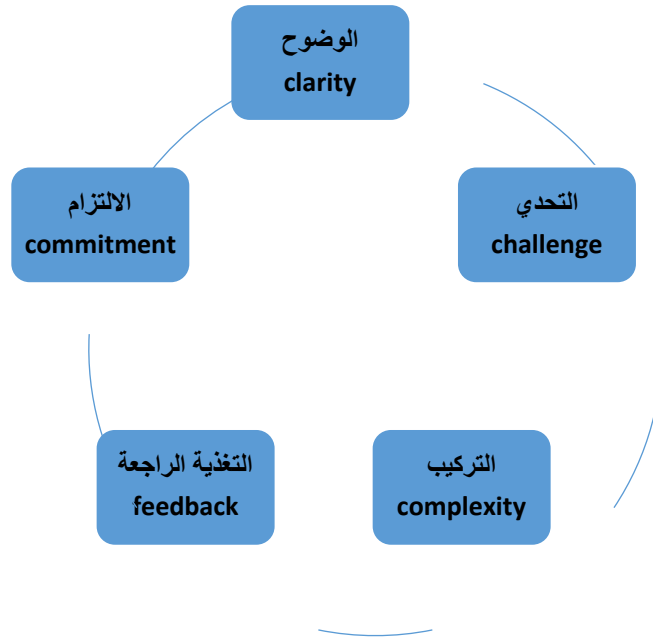 الوضوح
clarity
التحدي
challenge
التركيب
complexity
التغذية الراجعة
feedback
الالتزام
commitment